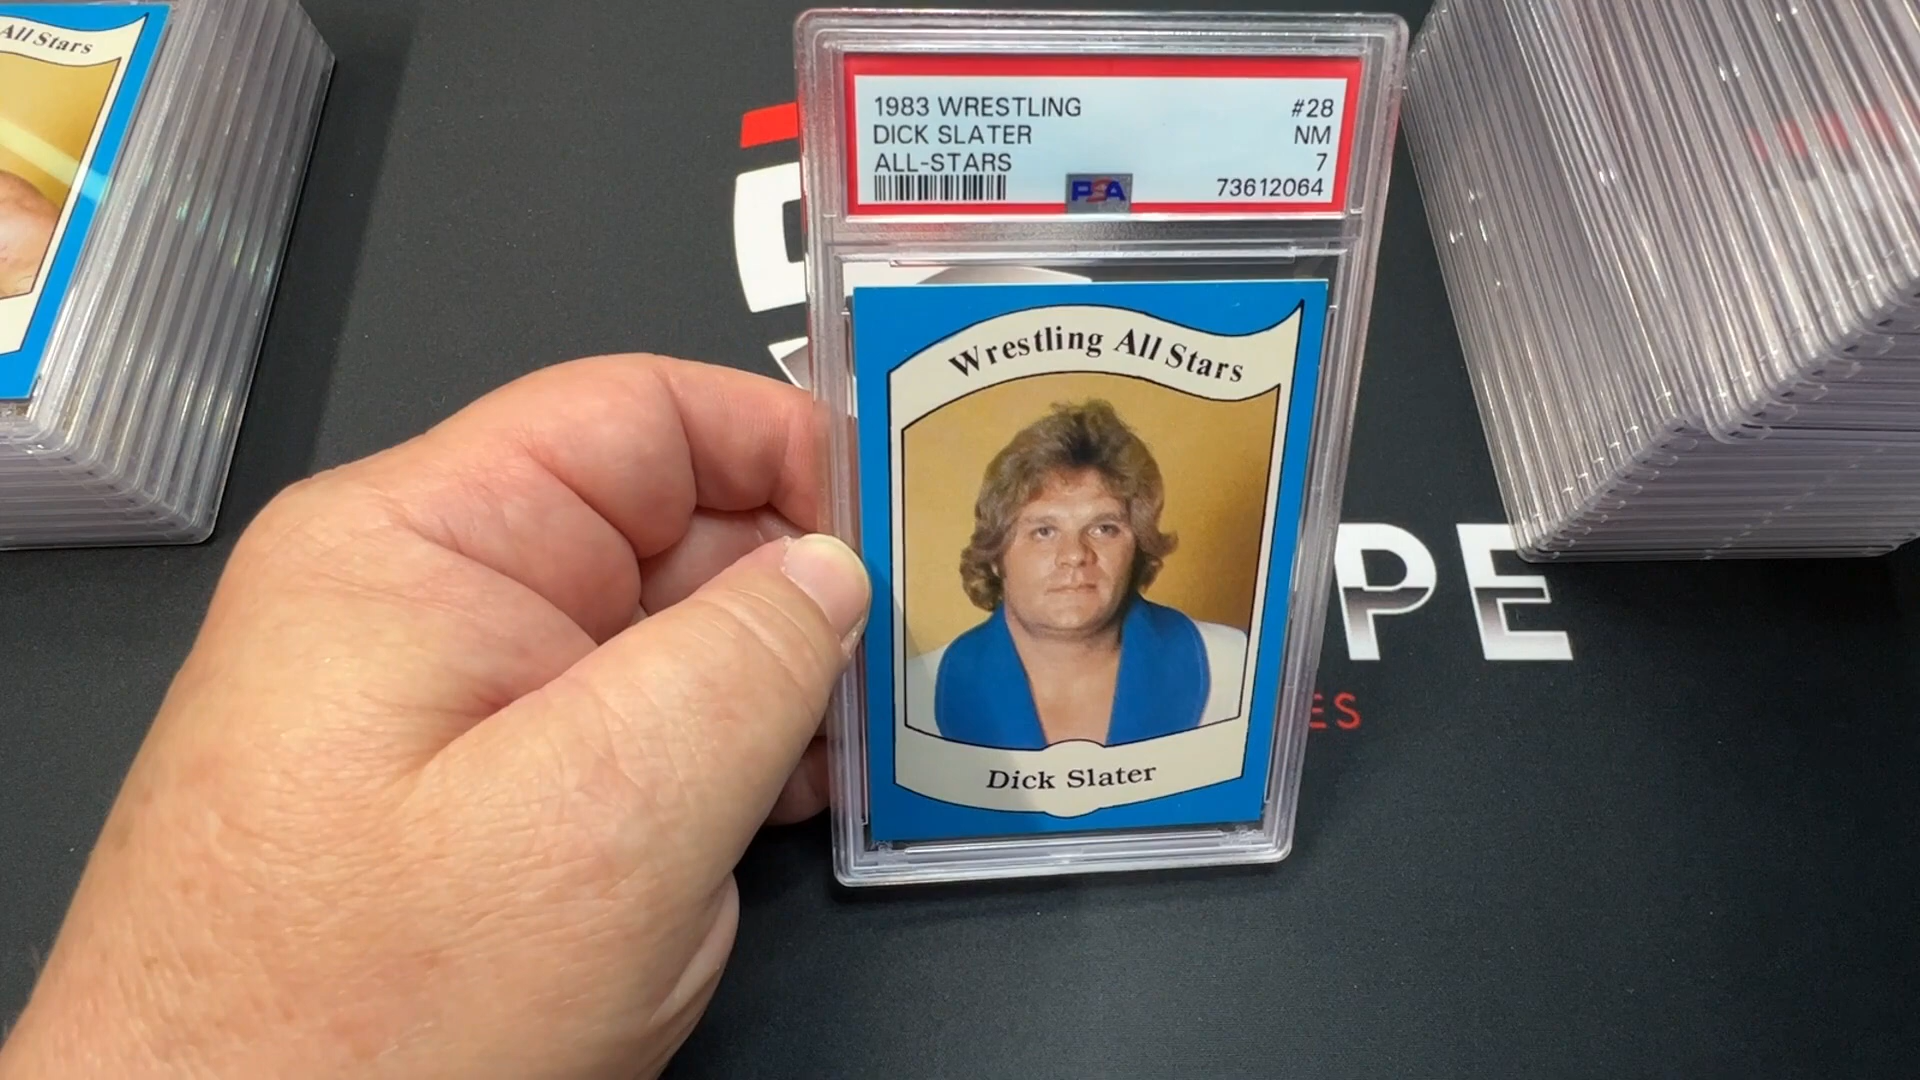 All Stars
1983 WRESTLING #28
DICK SLATER NM
ALL-STARS 7
PSA 73612064
Wrestling All Stars
Dick Slater
PE
ES